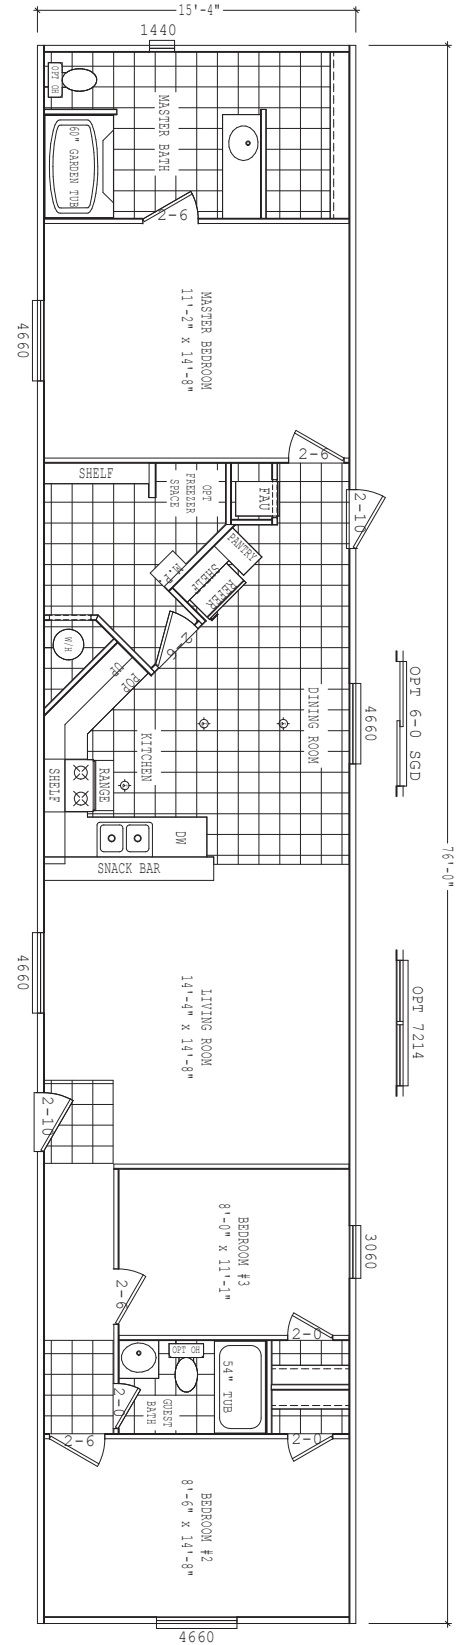 15'-4"
1440
OPT OH
MASTER BATH
60" GARDEN TUB
2-6
MASTER BEDROOM
11'-2" x 14'-8"
4660
2-6
SHELF
OPT
FREEZER
SPACE
FAU
2-10
PANTRY
SHELF
REFER
2-6
W/H
DINING ROOM
4660
OPT 6-0 SGD
KITCHEN
RANGE
SHELF
DW
SNACK BAR
76'-0"
4660
LIVING ROOM
14'-4" x 14'-8"
OPT 7214
2-10
BEDROOM #3
8'-0" x 11'-1"
3060
2-6
2-0
OPT OH
54" TUB
GUEST
BATH
2-0
2-6
2-0
BEDROOM #2
8'-6" x 14'-8"
4660